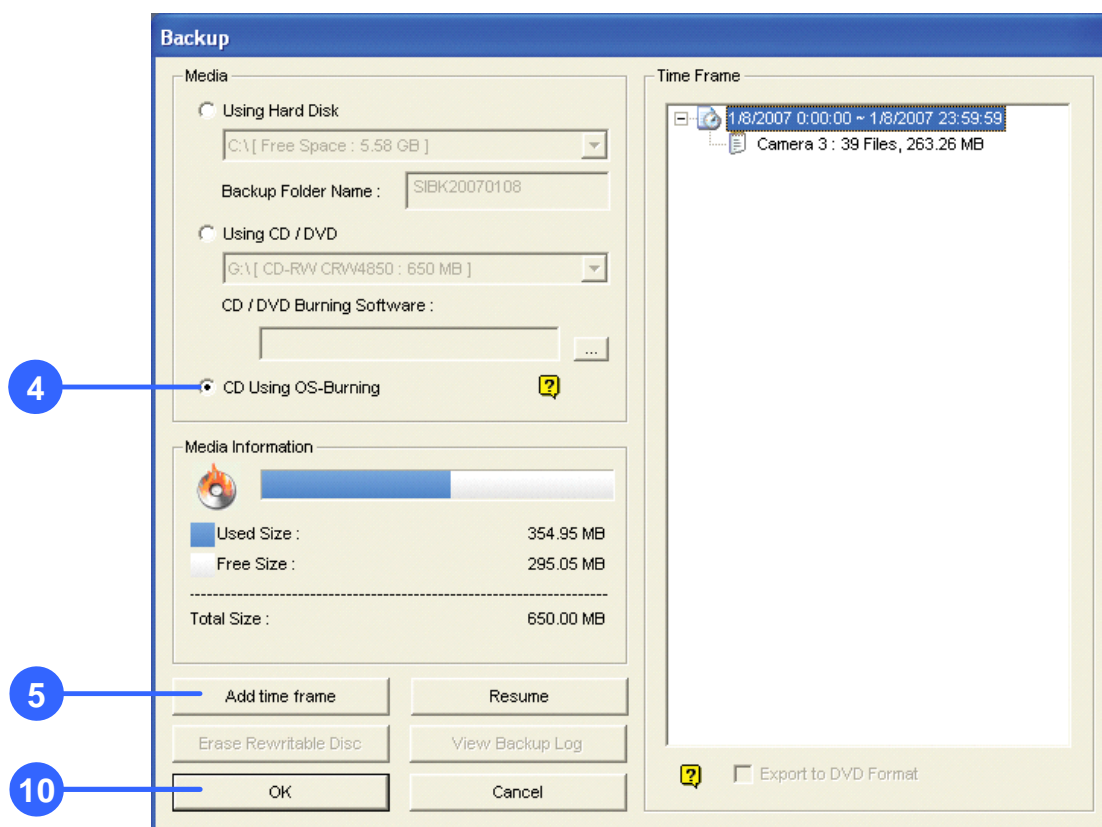 Backup
Media
Using Hard Disk
C:\ [ Free Space : 5.58 GB ]
Backup Folder Name :
SIBK20070108
Using CD / DVD
G:\ [ CD-RW CRW4850 : 650 MB ]
CD / DVD Burning Software :
...
4
CD Using OS-Burning
?
Media Information
Used Size :
354.95 MB
Free Size :
295.05 MB
Total Size :
650.00 MB
5
Add time frame
Resume
Erase Rewritable Disc
View Backup Log
10
OK
Cancel
Time Frame
1/8/2007 0:00:00 ~ 1/8/2007 23:59:59
Camera 3 : 39 Files, 263.26 MB
?
Export to DVD Format